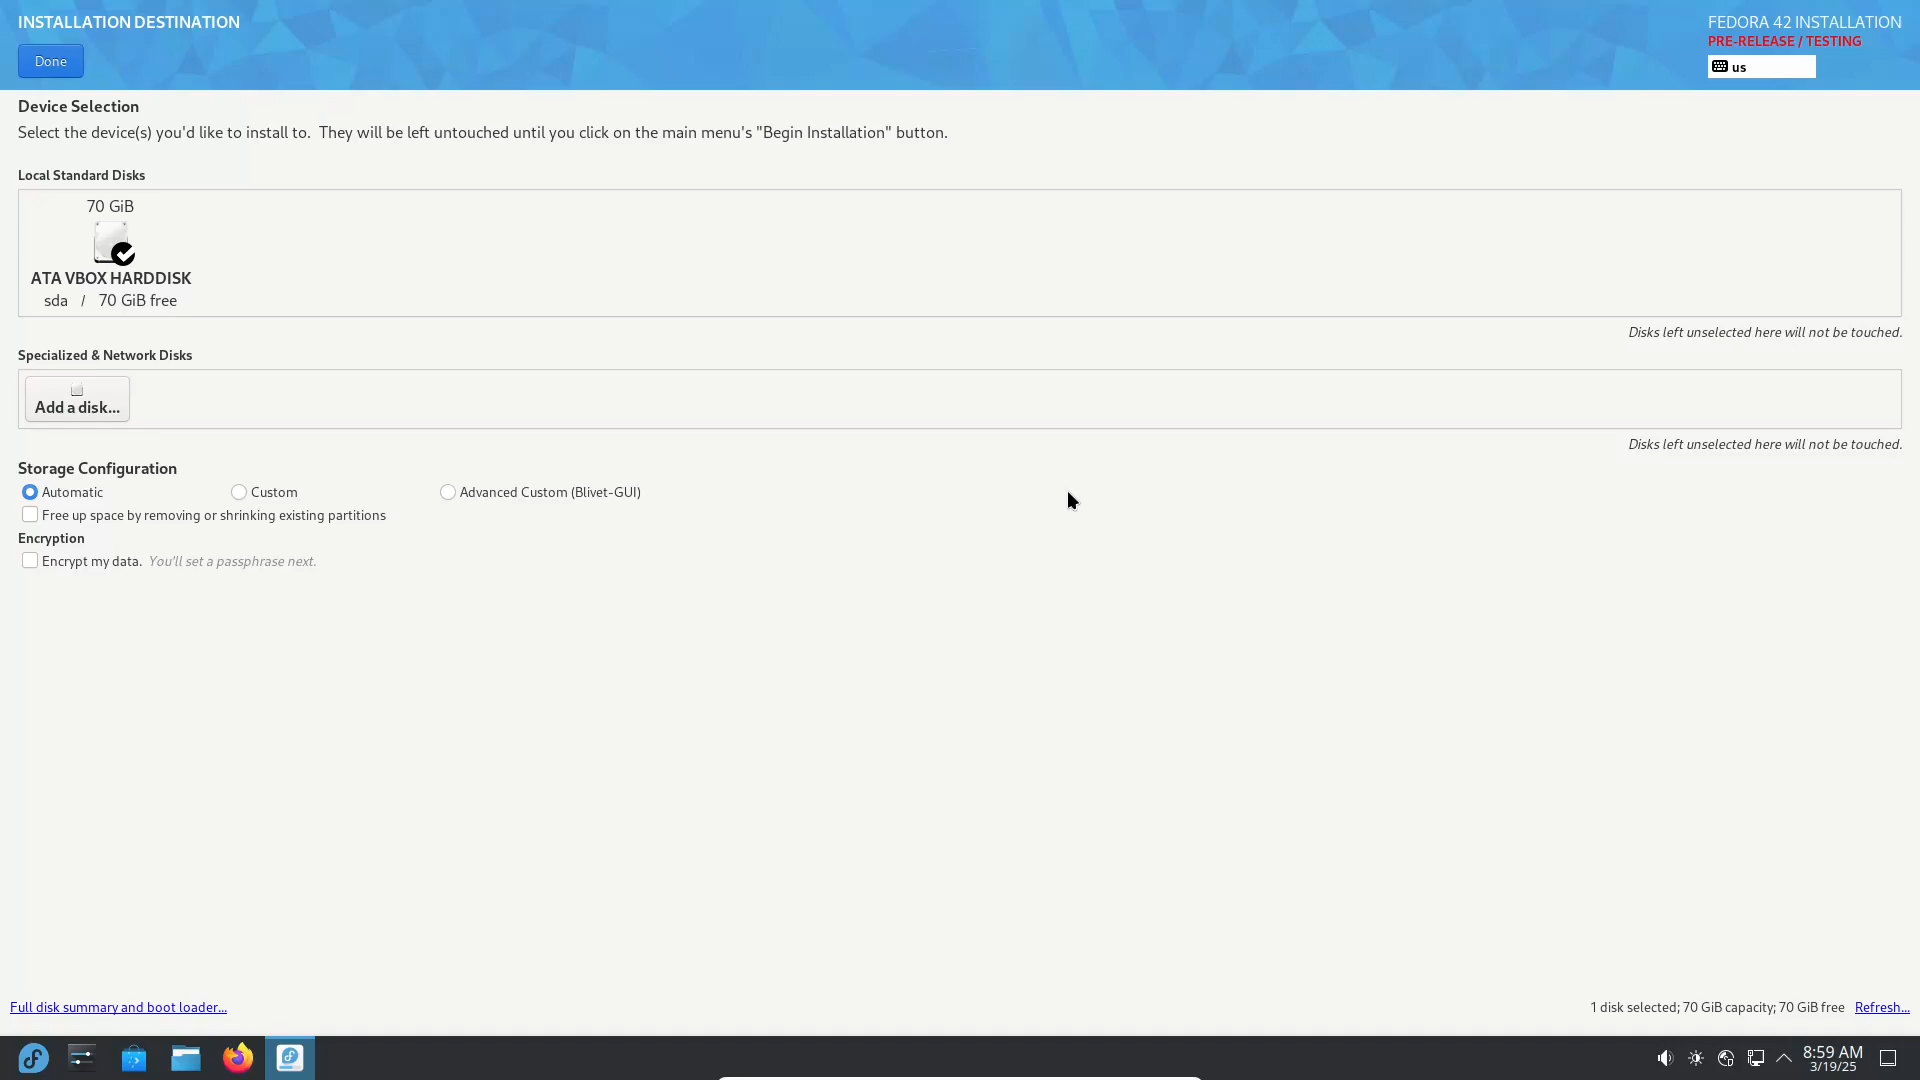 INSTALLATION DESTINATION
FEDORA 42 INSTALLATION
PRE-RELEASE / TESTING
Done
us
Device Selection
Select the device(s) you'd like to install to.  They will be left untouched until you click on the main menu's "Begin Installation" button.
Local Standard Disks
70 GiB
ATA VBOX HARDDISK
sda / 70 GiB free
Disks left unselected here will not be touched.
Specialized & Network Disks
Add a disk...
Disks left unselected here will not be touched.
Storage Configuration
Automatic Custom Advanced Custom (Blivet-GUI)
Free up space by removing or shrinking existing partitions
Encryption
Encrypt my data. You'll set a passphrase next.
Full disk summary and boot loader...
1 disk selected; 70 GiB capacity; 70 GiB free Refresh...
8:59 AM
3/19/25